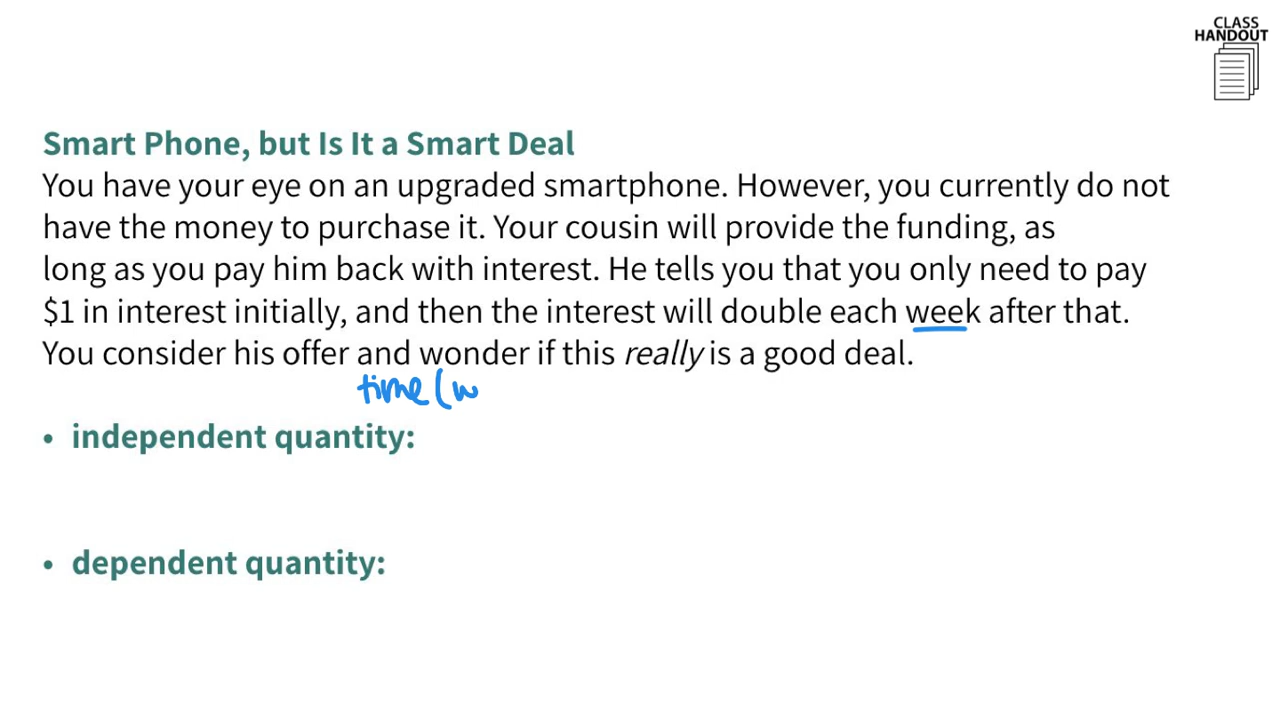 CLASS
HANDOUT
Smart Phone, but Is It a Smart Deal
You have your eye on an upgraded smartphone. However, you currently do not
have the money to purchase it. Your cousin will provide the funding, as
long as you pay him back with interest. He tells you that you only need to pay
$1 in interest initially, and then the interest will double each week after that.
You consider his offer and wonder if this really is a good deal.
time (w
• independent quantity:
• dependent quantity: